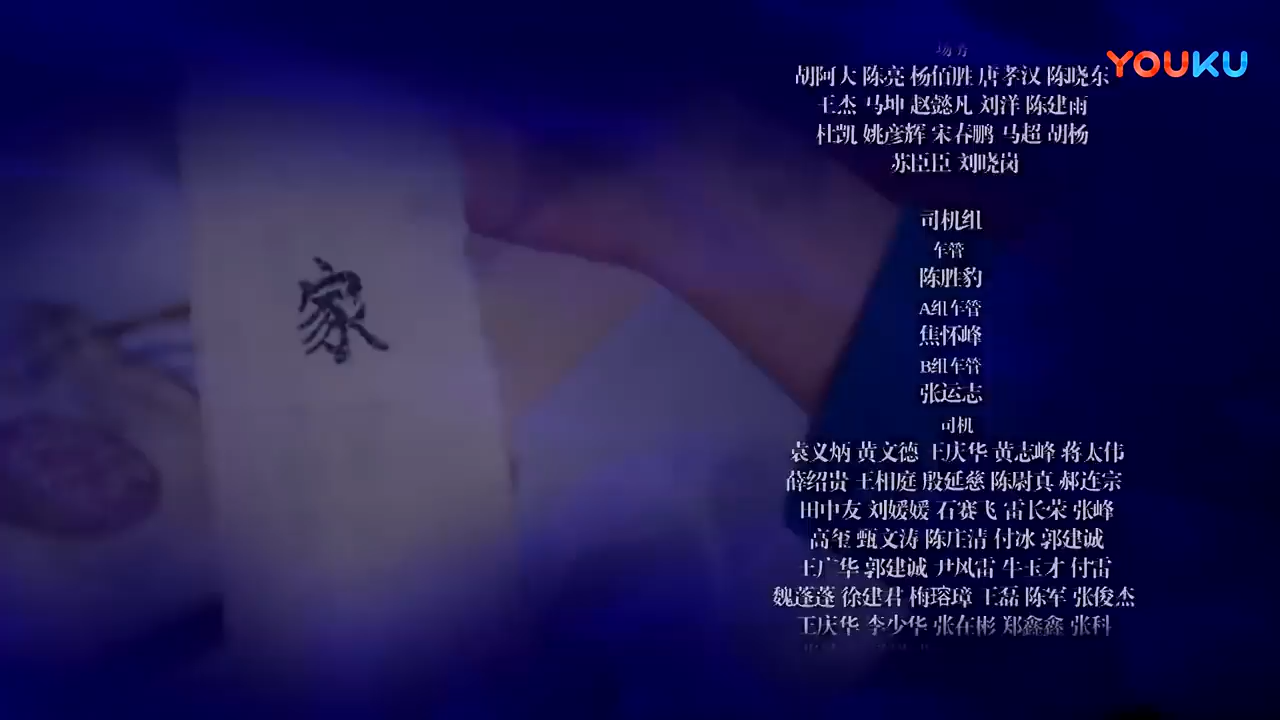 YOUKU
胡阿大 陈亮 杨佰胜 唐孝汉 陈晓东
王杰 马坤 赵懿凡 刘洋 陈建雨
杜凯 姚彦辉 宋春鹏 马超 胡杨
苏臣臣 刘晓岗
家
司机组
车管
陈胜豹
A组车管
焦怀峰
B组车管
张运志
司机
袁义炳 黄文德 王庆华 黄志峰 蒋太伟
薛绍贵 王相庭 殷延慈 陈尉真 郝连宗
田中友 刘媛媛 石赛飞 雷长荣 张峰
高玺 甄文涛 陈庄清 付冰 郭建诚
王广华 郭建诚 尹风雷 牛玉才 付雷
魏蓬蓬 徐建君 梅瑢璋 王磊 陈军 张俊杰
王庆华 李少华 张在彬 郑鑫鑫 张科